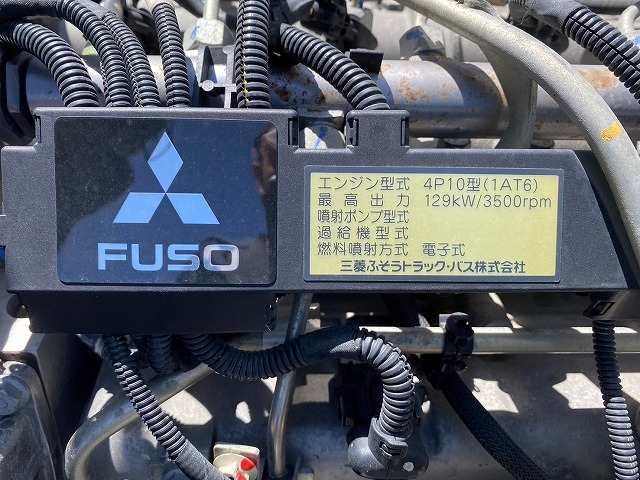 FUSO
エンジン型式 4P10型(1AT6)
最高出力 129kW/3500rpm
噴射ポンプ型式
過給機型式
燃料噴射方式 電子式
三菱ふそうトラック・バス株式会社